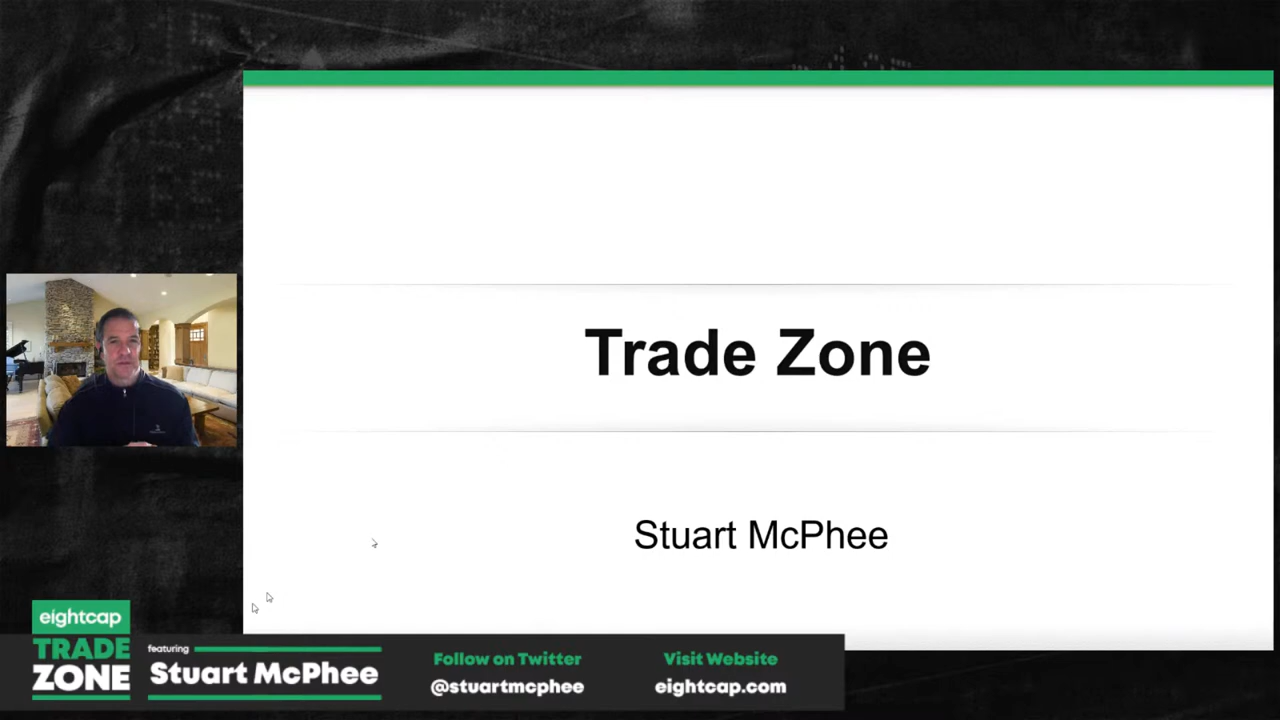 Trade Zone
Stuart McPhee
eightcap
TRADE
ZONE
featuring
Stuart McPhee
Follow on Twitter
@stuartmcphee
Visit Website
eightcap.com